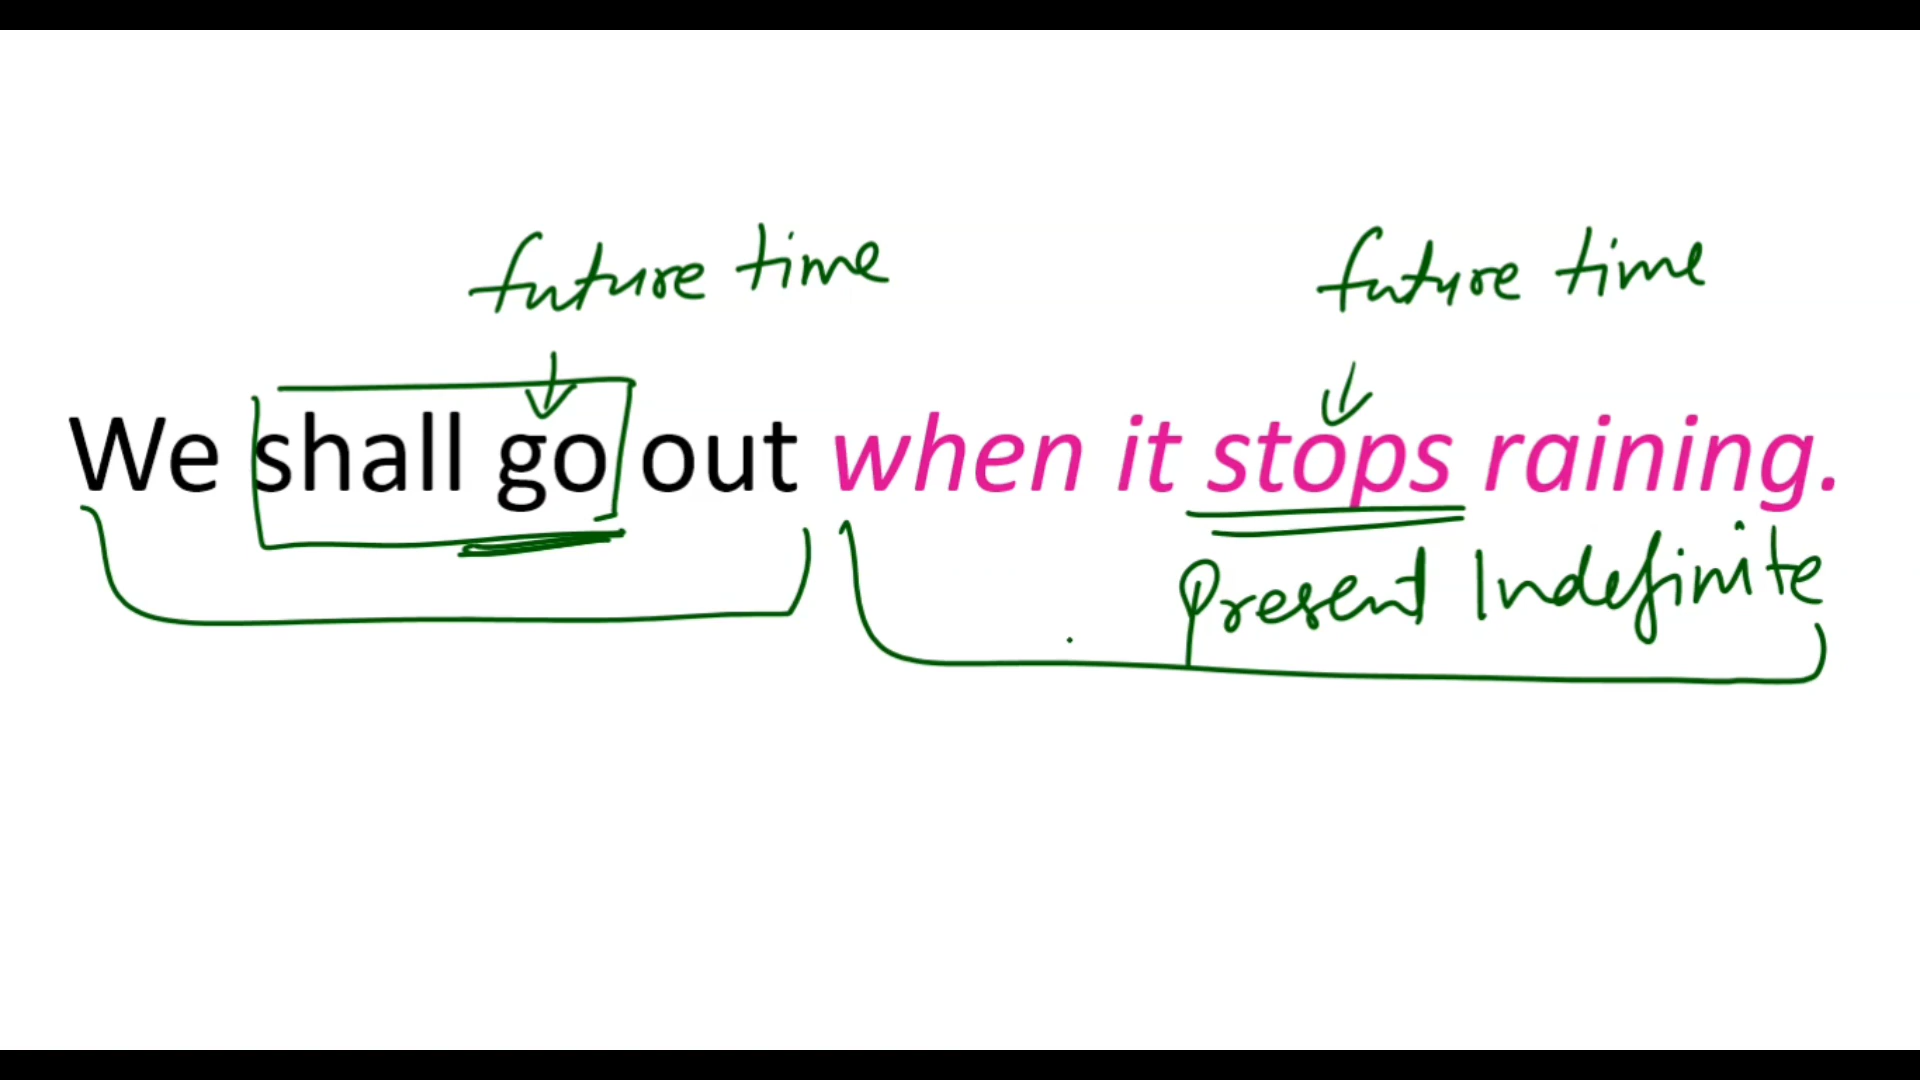 future time future time
We shall go out when it stops raining.
Present Indefinite